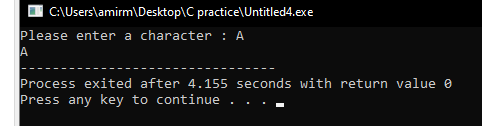 C:\Users\amirm\Desktop\C practice\Untitled4.exe
Please enter a character : A
A
--------------------------------
Process exited after 4.155 seconds with return value 0
Press any key to continue . . .